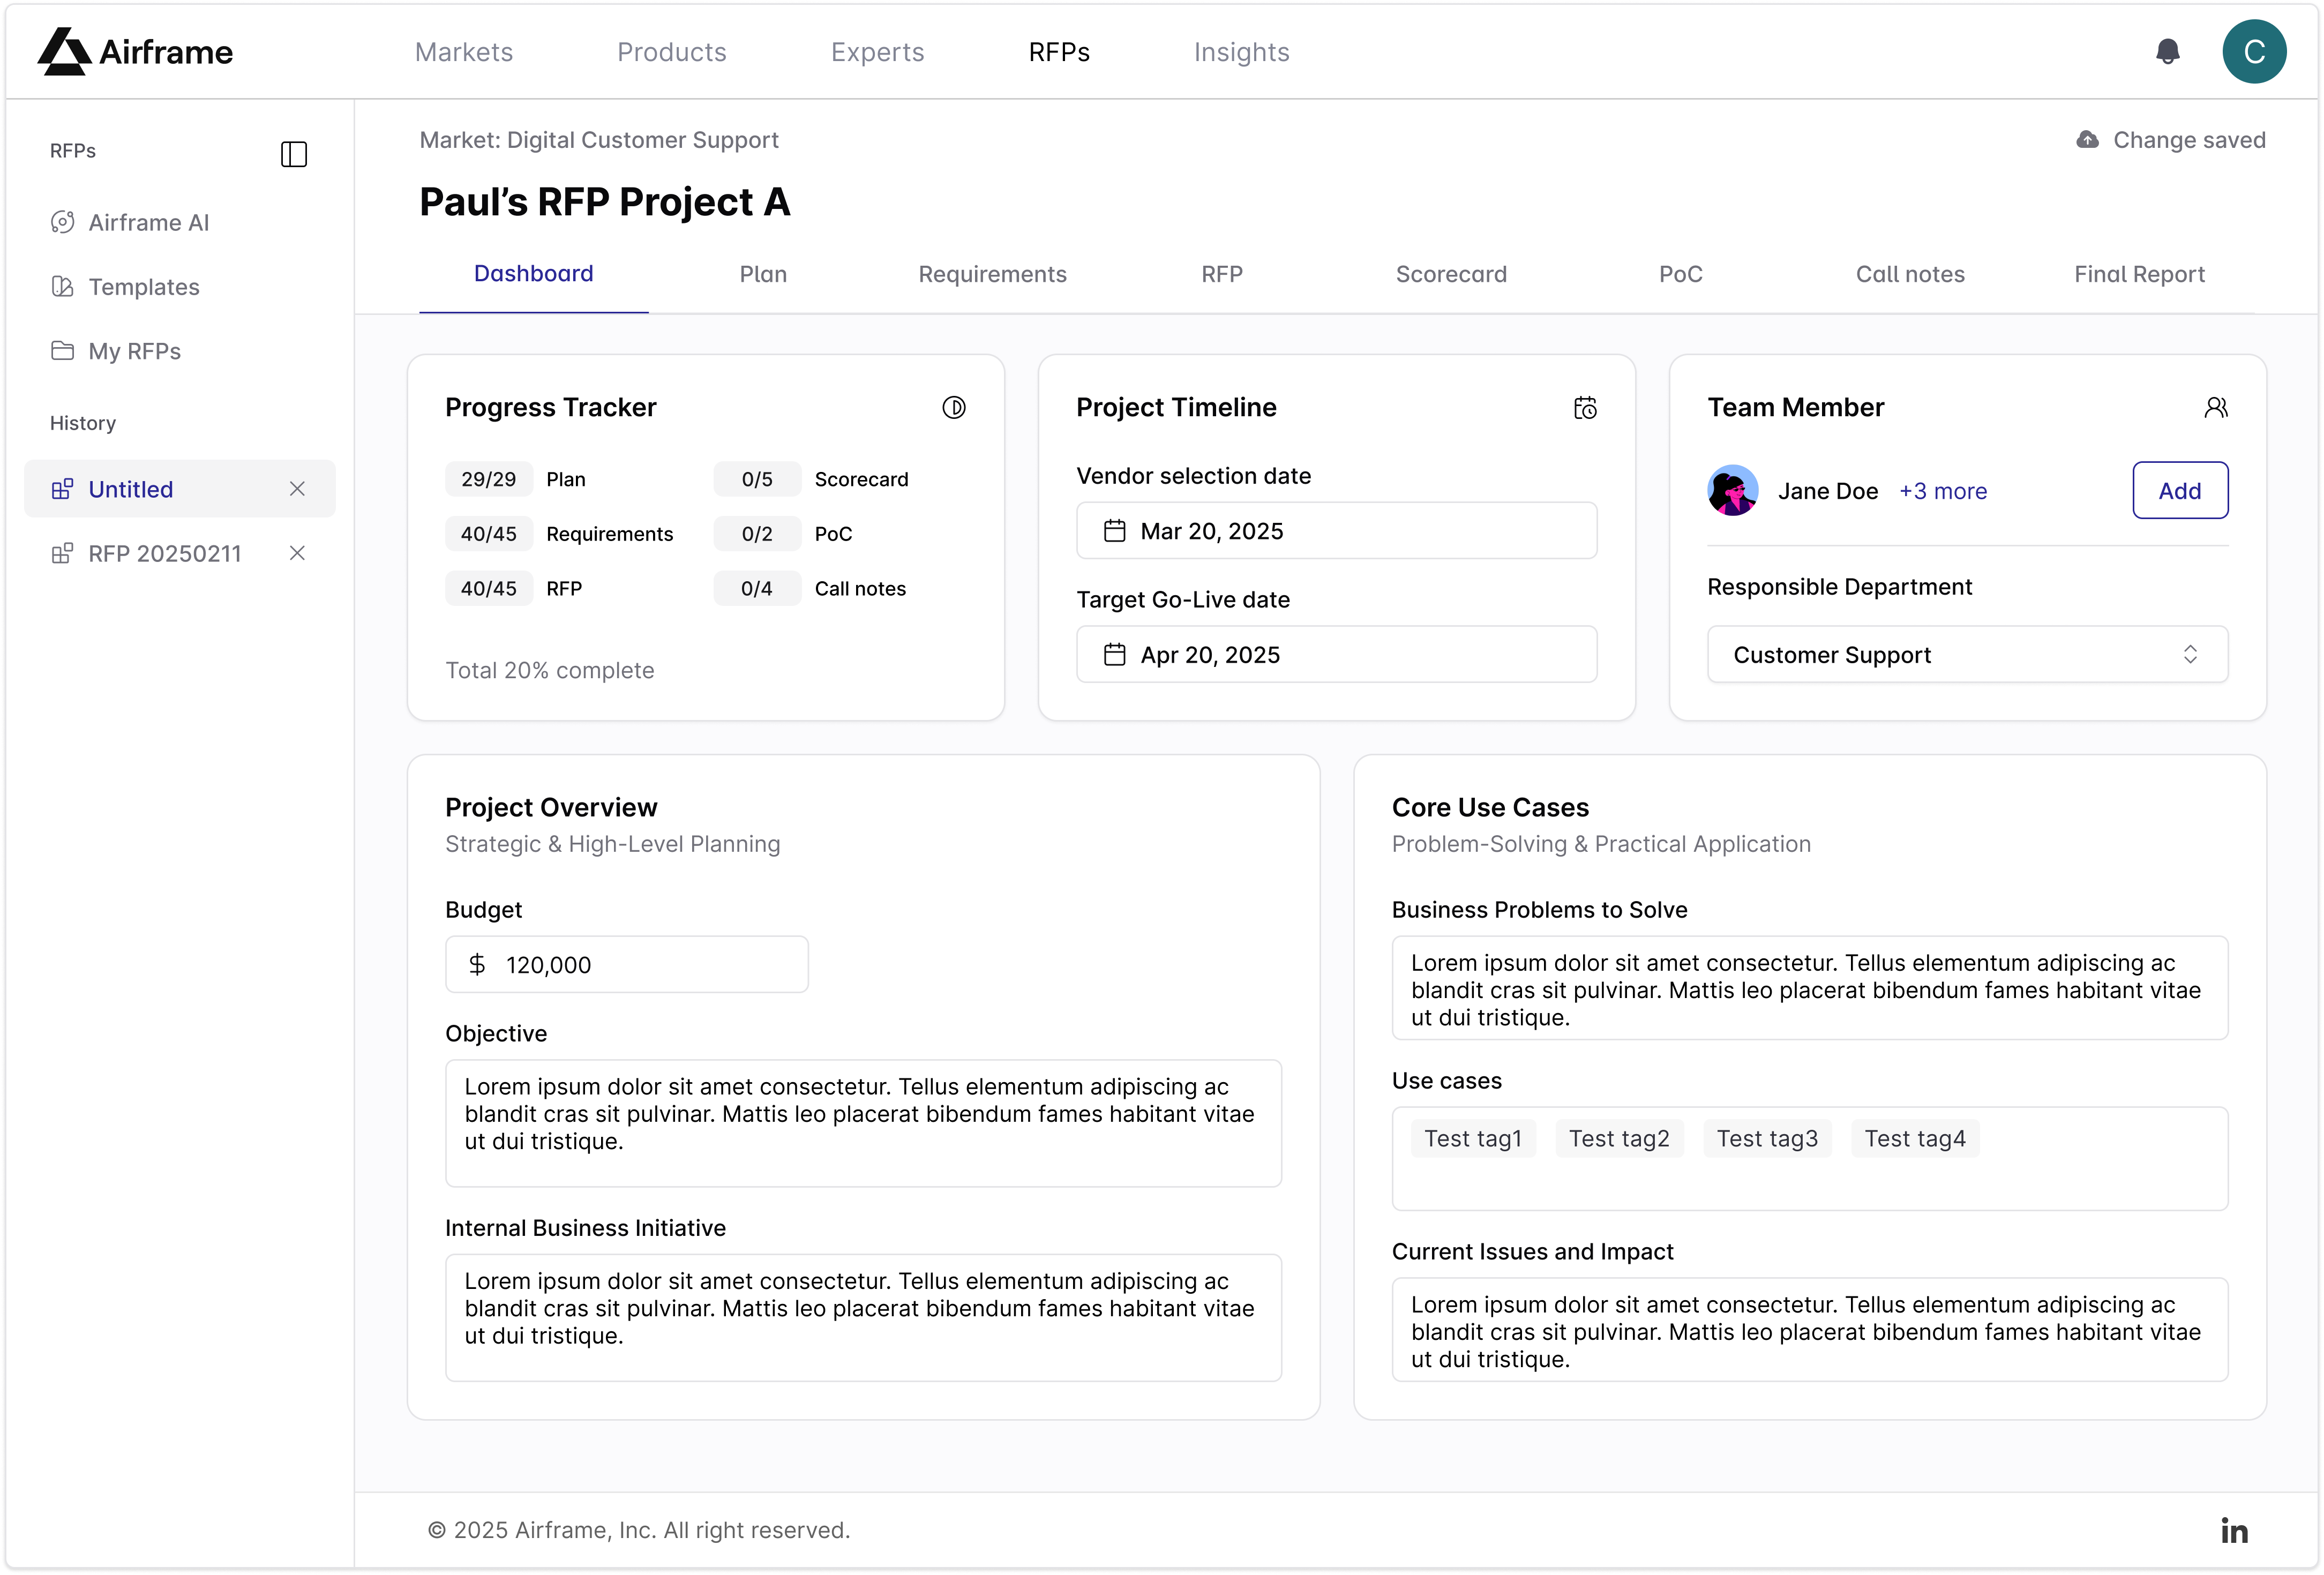 Airframe
Markets
Products
Experts
RFPs
Insights
C
RFPs
Airframe AI
Templates
My RFPs
History
Untitled
RFP 20250211
Market: Digital Customer Support
Change saved
Paul’s RFP Project A
Dashboard
Plan
Requirements
RFP
Scorecard
PoC
Call notes
Final Report
Progress Tracker
29/29 Plan
0/5 Scorecard
40/45 Requirements
0/2 PoC
40/45 RFP
0/4 Call notes
Total 20% complete
Project Timeline
Vendor selection date
Mar 20, 2025
Target Go-Live date
Apr 20, 2025
Team Member
Jane Doe +3 more
Add
Responsible Department
Customer Support
Project Overview
Strategic & High-Level Planning
Budget
$ 120,000
Objective
Lorem ipsum dolor sit amet consectetur. Tellus elementum adipiscing ac
blandit cras sit pulvinar. Mattis leo placerat bibendum fames habitant vitae
ut dui tristique.
Internal Business Initiative
Lorem ipsum dolor sit amet consectetur. Tellus elementum adipiscing ac
blandit cras sit pulvinar. Mattis leo placerat bibendum fames habitant vitae
ut dui tristique.
Core Use Cases
Problem-Solving & Practical Application
Business Problems to Solve
Lorem ipsum dolor sit amet consectetur. Tellus elementum adipiscing ac
blandit cras sit pulvinar. Mattis leo placerat bibendum fames habitant vitae
ut dui tristique.
Use cases
Test tag1
Test tag2
Test tag3
Test tag4
Current Issues and Impact
Lorem ipsum dolor sit amet consectetur. Tellus elementum adipiscing ac
blandit cras sit pulvinar. Mattis leo placerat bibendum fames habitant vitae
ut dui tristique.
© 2025 Airframe, Inc. All right reserved.
in